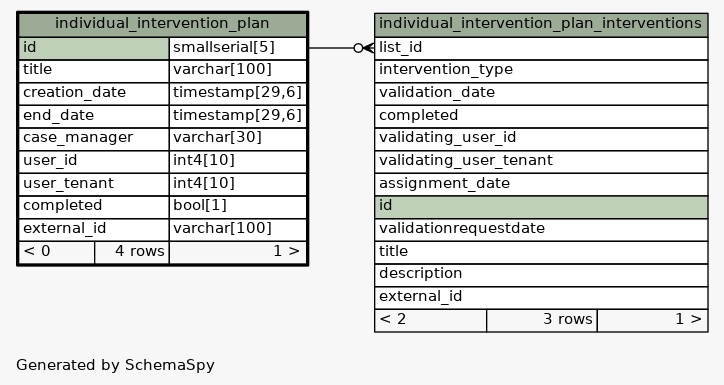 individual_intervention_plan
id smallserial[5]
title varchar[100]
creation_date timestamp[29,6]
end_date timestamp[29,6]
case_manager varchar[30]
user_id int4[10]
user_tenant int4[10]
completed bool[1]
external_id varchar[100]
< 0 4 rows 1 >
individual_intervention_plan_interventions
list_id
intervention_type
validation_date
completed
validating_user_id
validating_user_tenant
assignment_date
id
validationrequestdate
title
description
external_id
< 2 3 rows 1 >
Generated by SchemaSpy